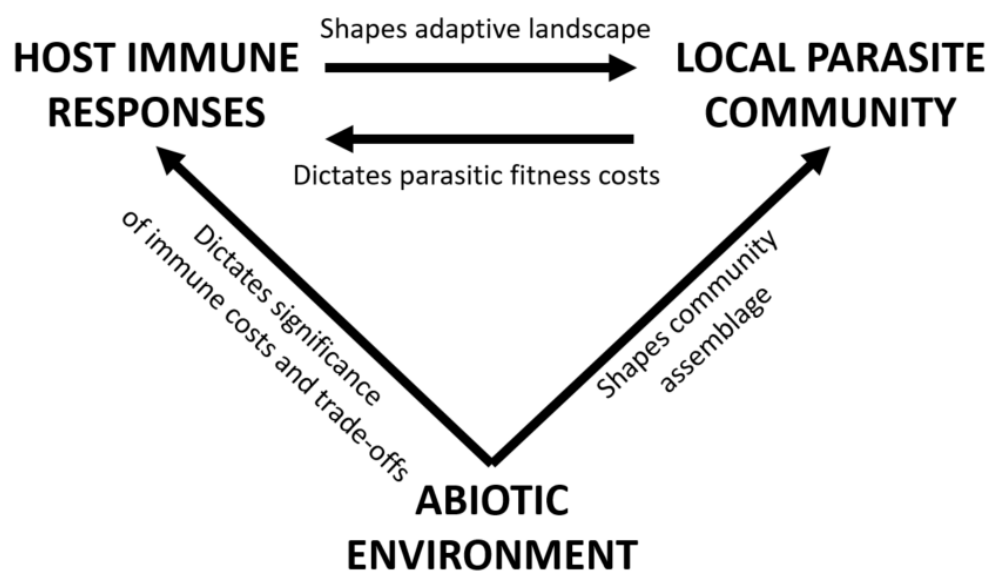 Shapes adaptive landscape
HOST IMMUNE
RESPONSES
LOCAL PARASITE
COMMUNITY
Dictates parasitic fitness costs
Dictates significance
of immune costs and trade-offs
Shapes community
assemblage
ABIOTIC
ENVIRONMENT